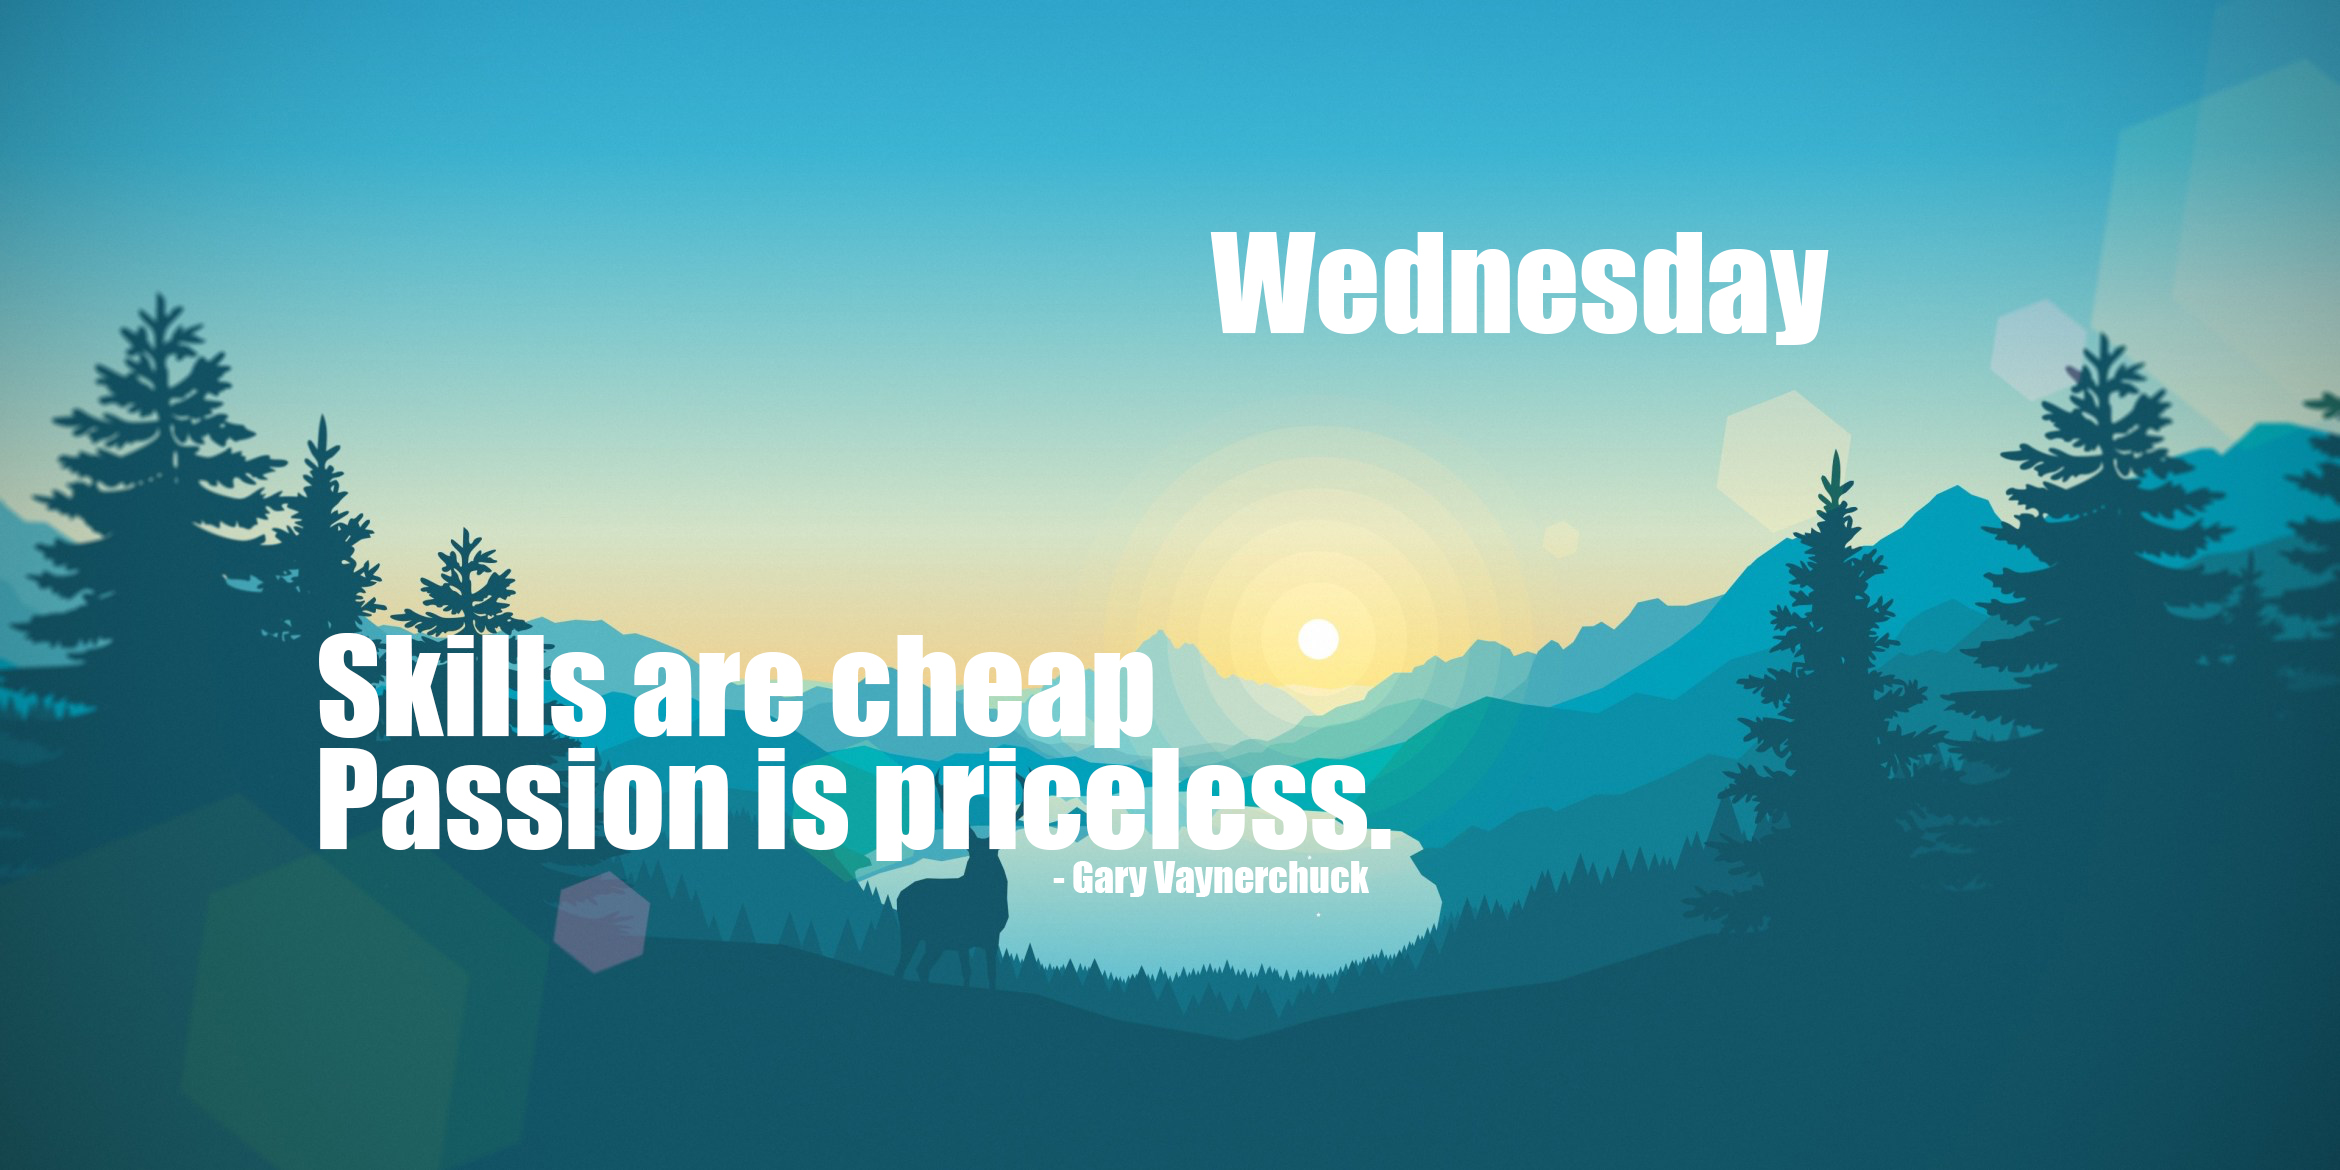 Wednesday
Skills are cheap
Passion is priceless.
- Gary Vaynerchuck